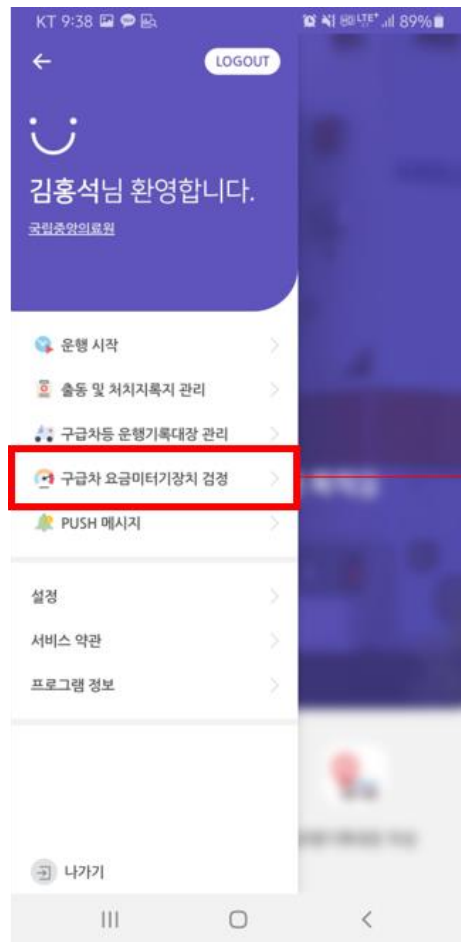 KT 9:38
89%
LOGOUT
김홍석님 환영합니다.
국립중앙의료원
운행 시작
출동 및 처치지록지 관리
구급차등 운행기록대장 관리
구급차 요금미터기장치 검정
PUSH 메시지
설정
서비스 약관
프로그램 정보
나가기